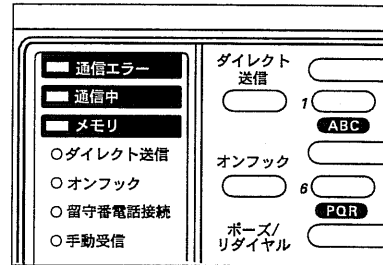 通信エラー
通信中
メモリ
ダイレクト送信
オンフック
留守番電話接続
手動受信
ダイレクト
送信
1
ABC
オンフック
6
PQR
ポーズ/
リダイヤル